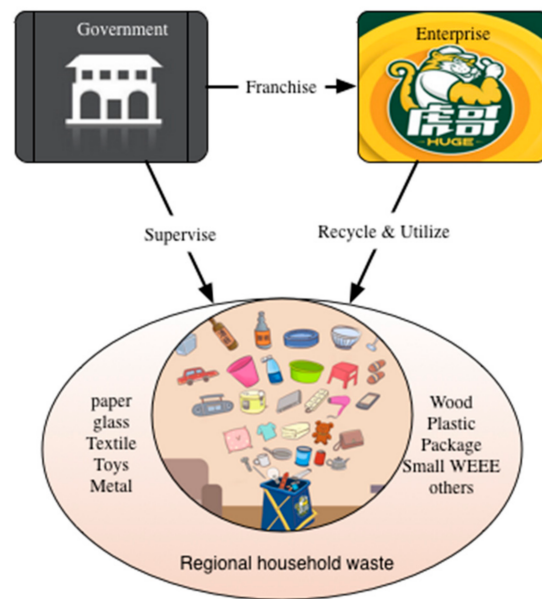 Government
Enterprise
Franchise
虎哥
HUGE
Supervise
Recycle & Utilize
paper
glass
Textile
Toys
Metal
Wood
Plastic
Package
Small WEEE
others
Regional household waste